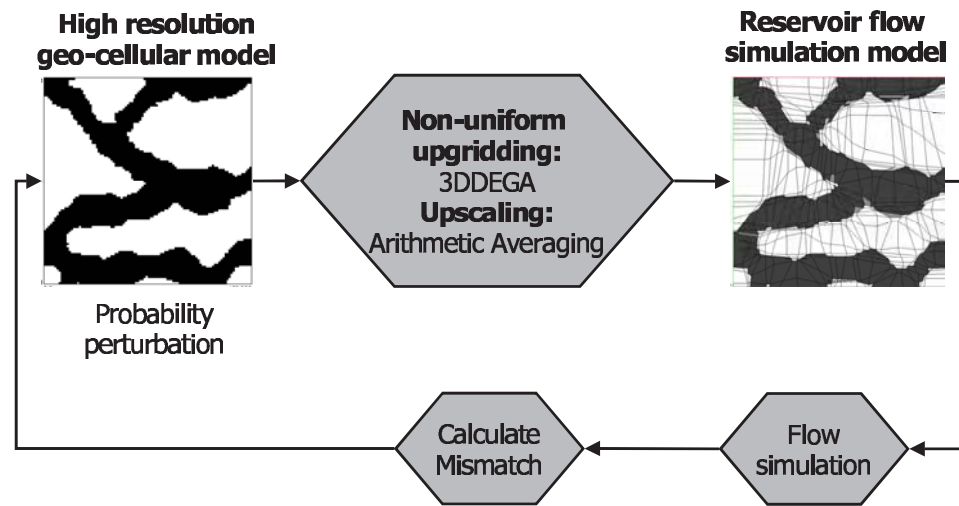 High resolution
geo-cellular model
Probability
perturbation
Non-uniform
upgridding:
3DDEGA
Upscaling:
Arithmetic Averaging
Reservoir flow
simulation model
Flow
simulation
Calculate
Mismatch